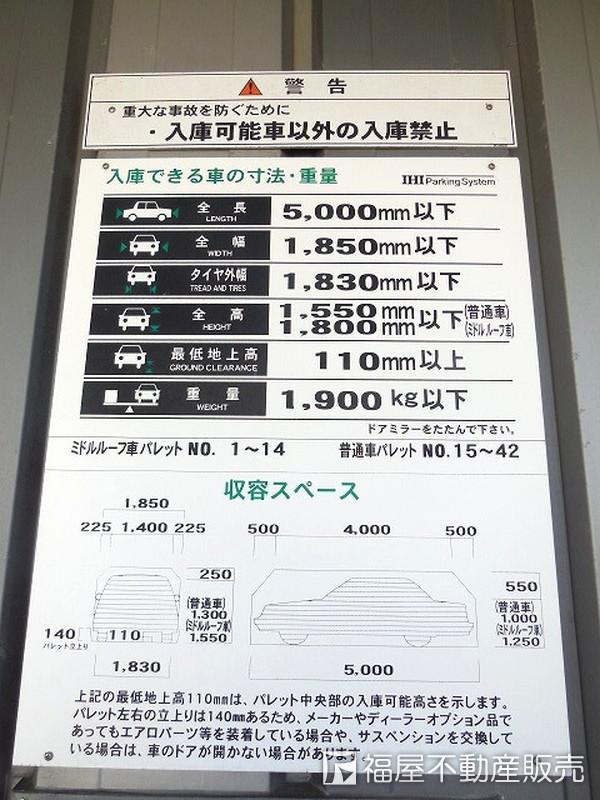 警告
重大な事故を防ぐために
・入庫可能車以外の入庫禁止
入庫できる車の寸法・重量
IHI Parking System
全長 5,000mm以下
LENGTH
全幅 1,850mm以下
WIDTH
タイヤ外幅 1,830mm以下
TREAD AND TIRES
全高 1,550mm 1,800mm 以下 (普通車) (ミドルルーフ車)
HEIGHT
最低地上高 110mm以上
GROUND CLEARANCE
重量 1,900kg以下
WEIGHT
ドアミラーをたたんで下さい。
ミドルルーフ車パレット NO. 1〜14 普通車パレット NO.15〜42
収容スペース
1,850
225 1,400 225 500 4,000 500
250
(普通車)
1,300
(ミドルルーフ車)
1,550
140
パレット立上り
110
1,830
550
(普通車)
1,000
(ミドルルーフ車)
1,250
5,000
上記の最低地上高110mmは、パレット中央部の入庫可能高さを示します。
パレット左右の立上りは140mmあるため、メーカーやディーラーオプション品で
あってもエアロパーツ等を装着している場合や、サスペンションを交換して
いる場合は、車のドアが開かない場合があります
福屋不動産販売